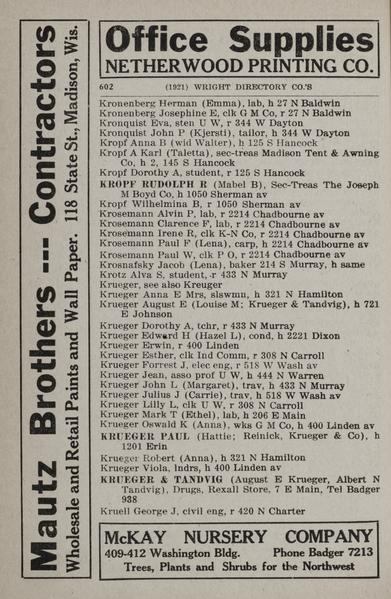 Mautz Brothers --- Contractors
Wholesale and Retail Paints and Wall Paper. 118 State St., Madison, Wis.
Office Supplies
NETHERWOOD PRINTING CO.
602 (1921) WRIGHT DIRECTORY CO.'S
Kronenberg Herman (Emma), lab, h 27 N Baldwin
Kronenberg Josephine E, clk G M Co, r 27 N Baldwin
Kronquist Eva, sten U W, r 344 W Dayton
Kronquist John P (Kjersti), tailor, h 344 W Dayton
Kropf Anna B (wid Walter), h 125 S Hancock
Kropf A Karl (Taletta), sec-treas Madison Tent & Awning
Co, h 2, 145 S Hancock
Kropf Dorothy A, student, r 125 S Hancock
KROPF RUDOLPH R (Mabel B), Sec-Treas The Joseph
M Boyd Co, h 1050 Sherman av
Kropf Wilhelmina B, r 1050 Sherman av
Krosemann Alvin P, lab, r 2214 Chadbourne av
Krosemann Clarence F, lab, r 2214 Chadbourne av
Krosemann Irene R, clk K-N Co, r 2214 Chadbourne av
Krosemann Paul F (Lena), carp, h 2214 Chadbourne av
Krosemann Paul W, clk P O, r 2214 Chadbourne av
Krosnafsky Jacob (Lena), baker 214 S Murray, h same
Krotz Alva S, student, r 433 N Murray
Krueger, see also Kreuger
Krueger Anna E Mrs, slswmn, h 321 N Hamilton
Krueger August E (Louise M; Krueger & Tandvig), h 721
E Johnson
Krueger Dorothy A, tchr, r 433 N Murray
Krueger Edward H (Hazel L), cond, h 2221 Dixon
Krueger Erwin, r 400 Linden
Krueger Esther, clk Ind Comm, r 308 N Carroll
Krueger Forrest J, elec eng, r 518 W Wash av
Krueger Jean, asso prof U W, h 444 N Warren
Krueger John L (Margaret), trav, h 433 N Murray
Krueger Julius J (Carrie), trav, h 518 W Wash av
Krueger Lilly L, clk U W, r 308 N Carroll
Krueger Mark T (Ethel), lab, h 206 E Main
Krueger Oswald K (Anna), wks G M Co, h 400 Linden av
KRUEGER PAUL (Hattie; Reinick, Krueger & Co), h
1201 Erin
Krueger Robert (Anna), h 321 N Hamilton
Krueger Viola, lndrs, h 400 Linden av
KRUEGER & TANDVIG (August E Krueger, Albert N
Tandvig), Drugs, Rexall Store, 7 E Main, Tel Badger
938
Kruell George J, civil eng, r 420 N Charter
McKAY NURSERY COMPANY
409-412 Washington Bldg. Phone Badger 7213
Trees, Plants and Shrubs for the Northwest